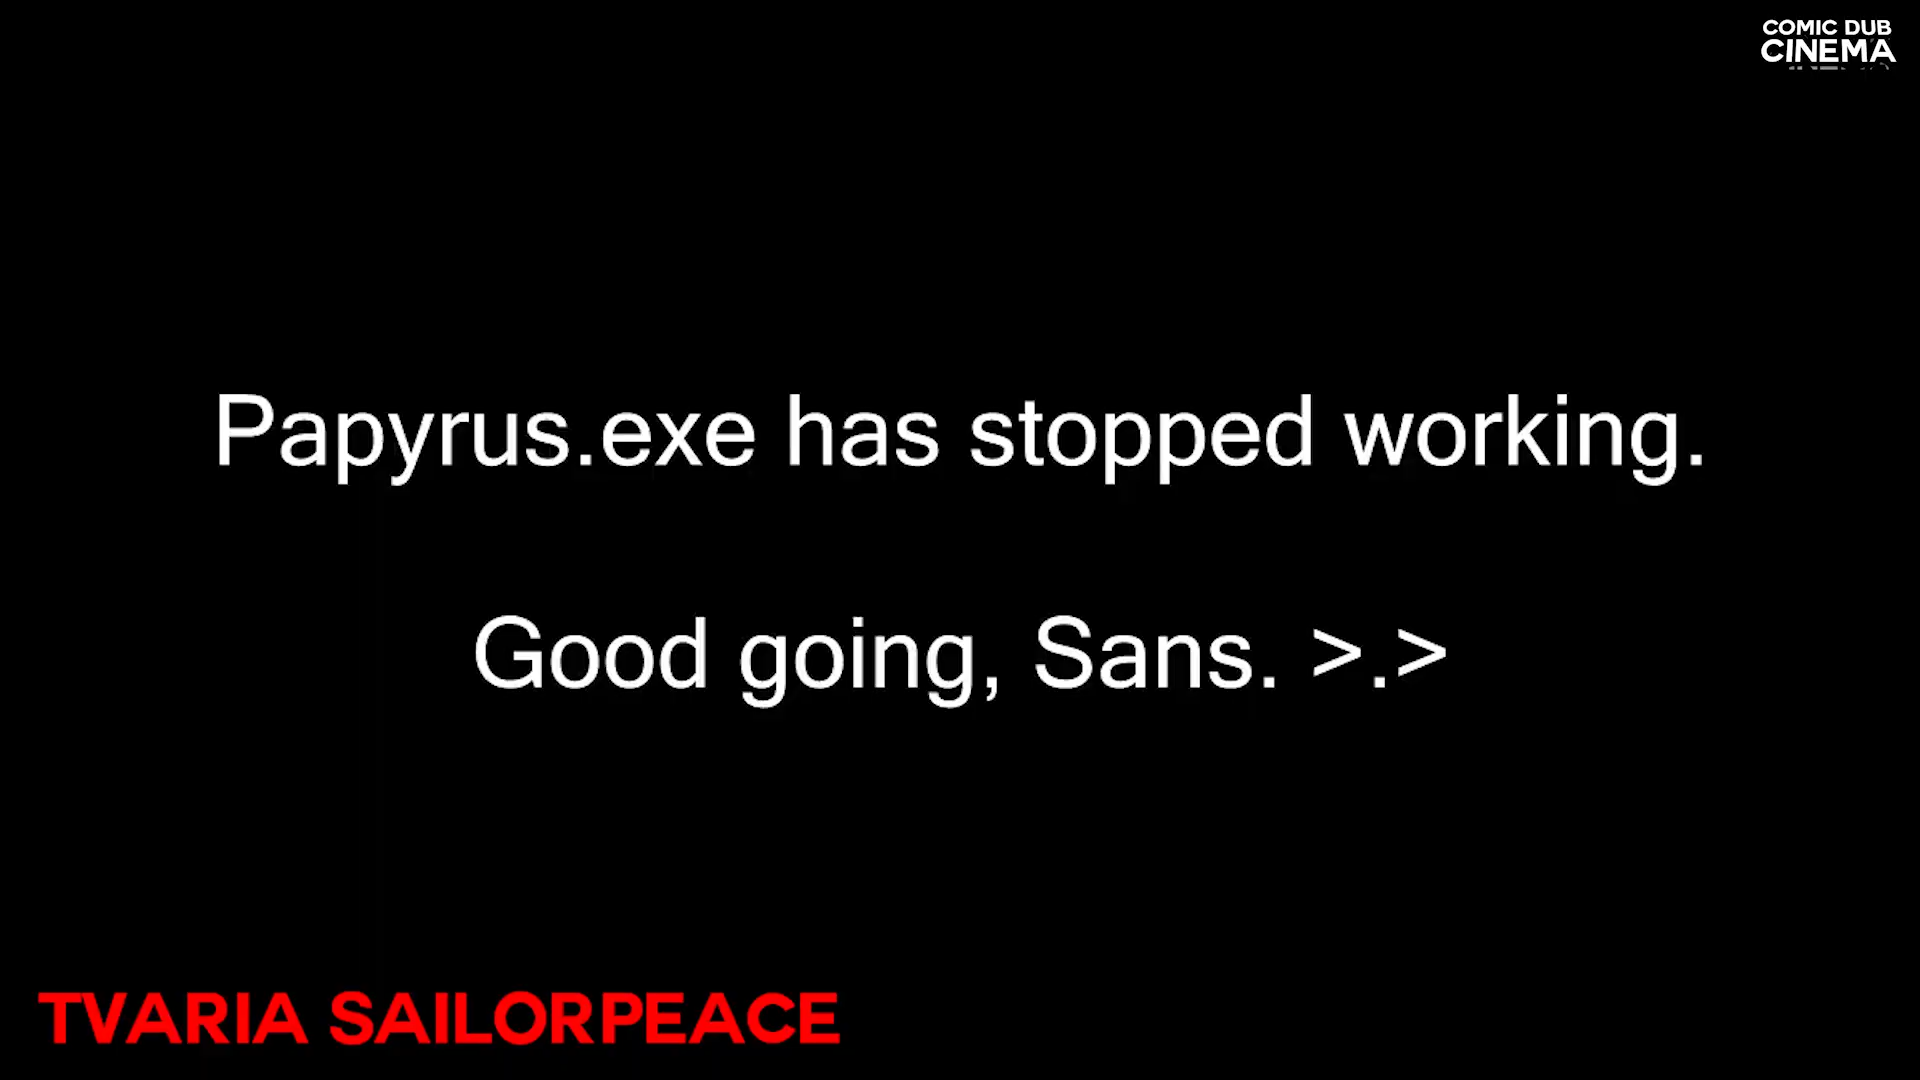 COMIC DUB
CINEMA
Papyrus.exe has stopped working.
Good going, Sans. >.>
TVARIA SAILORPEACE